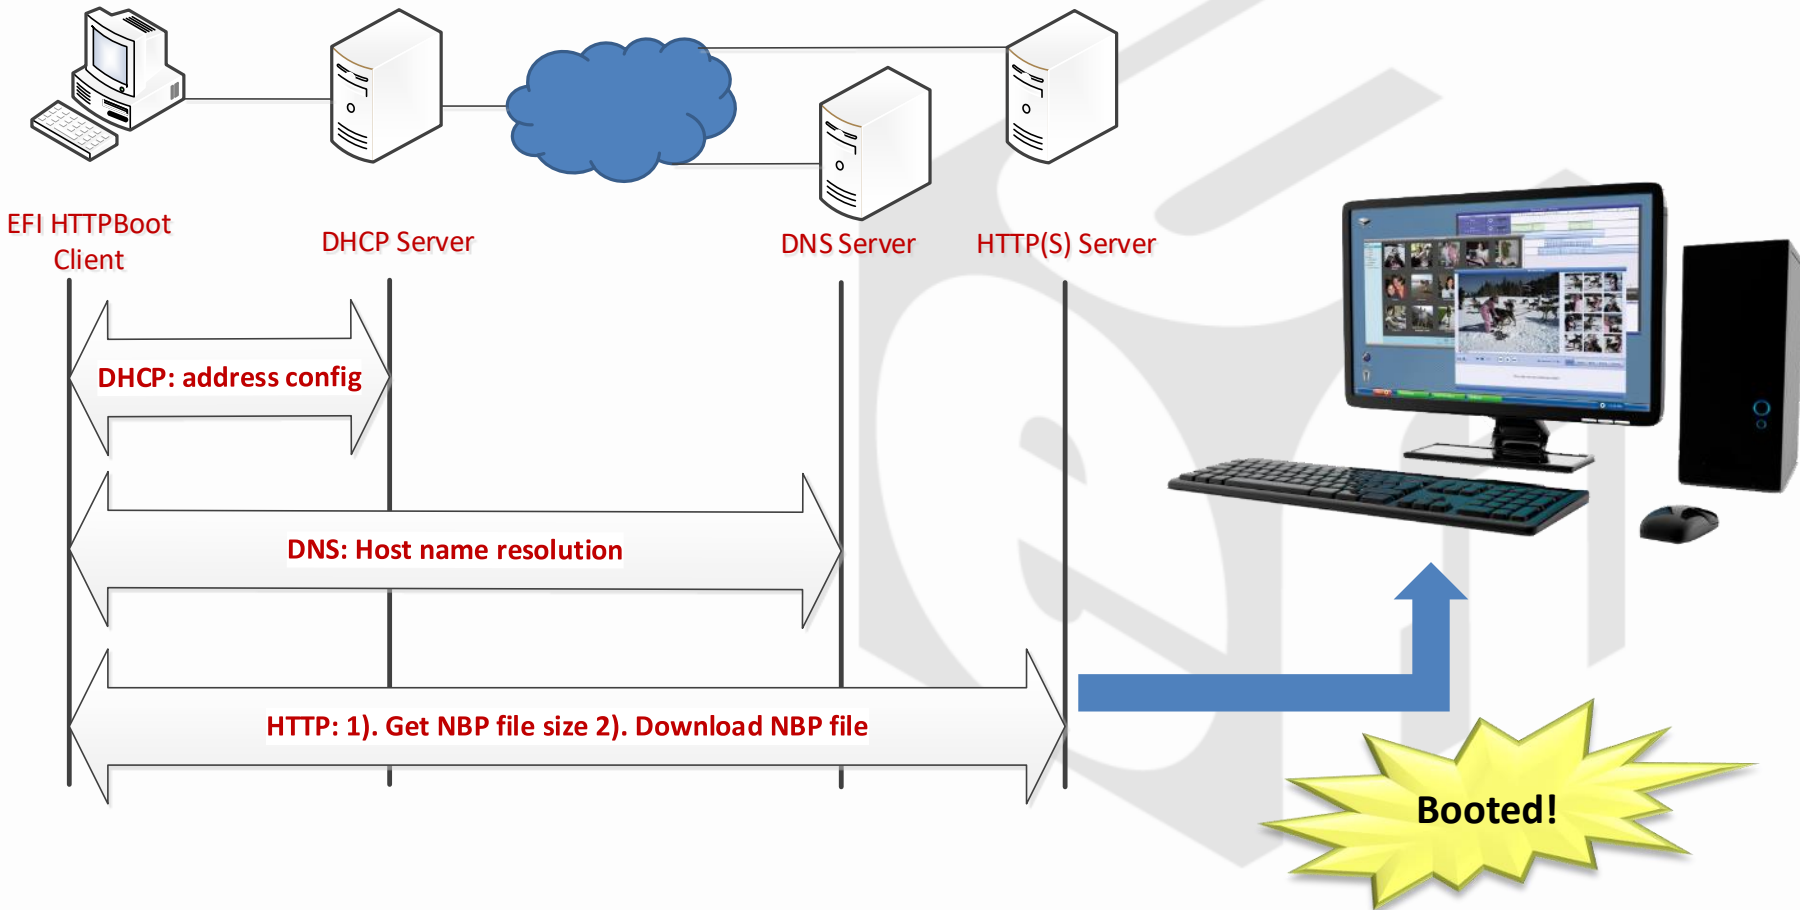 EFI HTTPBoot
Client
DHCP Server
DNS Server
HTTP(S) Server
DHCP: address config
DNS: Host name resolution
HTTP: 1). Get NBP file size 2). Download NBP file
Booted!